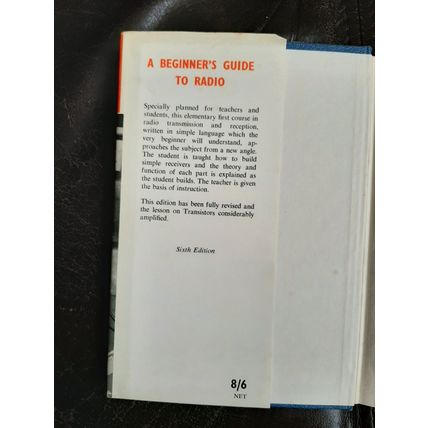 A BEGINNER'S GUIDE
TO RADIO
Specially planned for teachers and
students, this elementary first course in
radio transmission and reception,
written in simple language which the
very beginner will understand, ap-
proaches the subject from a new angle.
The student is taught how to build
simple receivers and the theory and
function of each part is explained as
the student builds. The teacher is given
the basis of instruction.
This edition has been fully revised and
the lesson on Transistors considerably
amplified.
Sixth Edition
8/6
NET